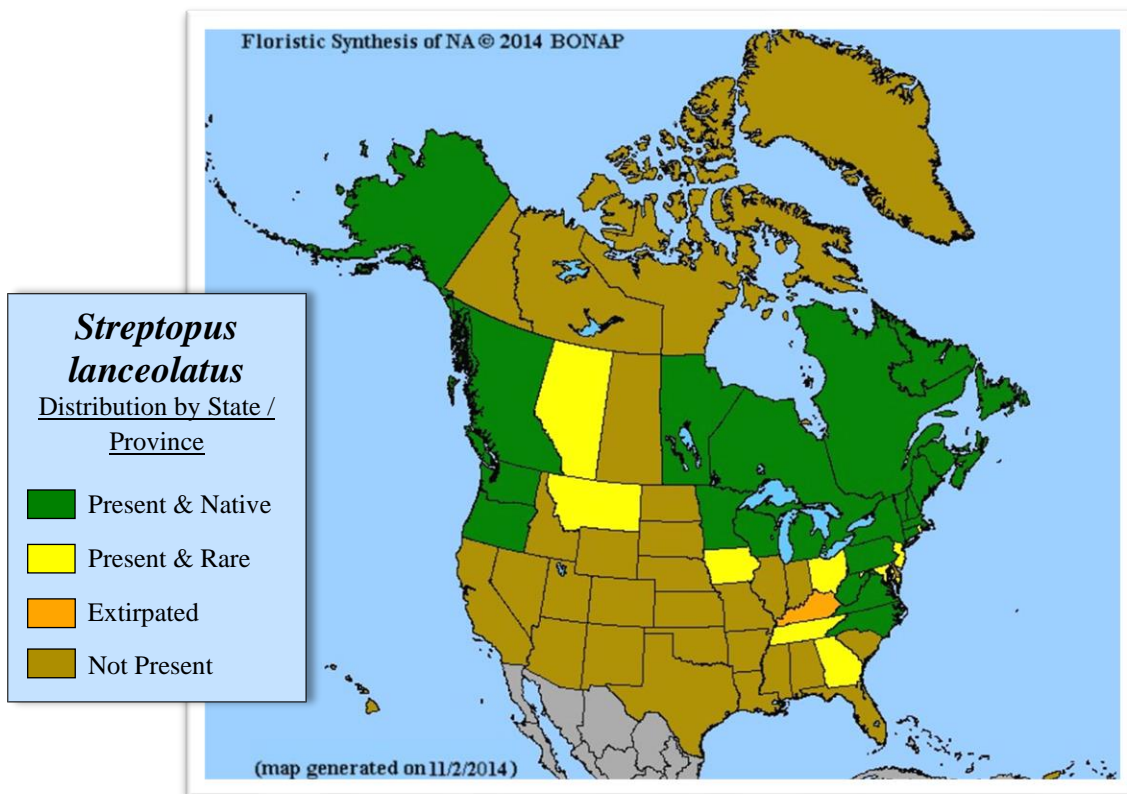 Floristic Synthesis of NA © 2014 BONAP
Streptopus
lanceolatus
Distribution by State /
Province
Present & Native
Present & Rare
Extirpated
Not Present
(map generated on 11/2/2014)